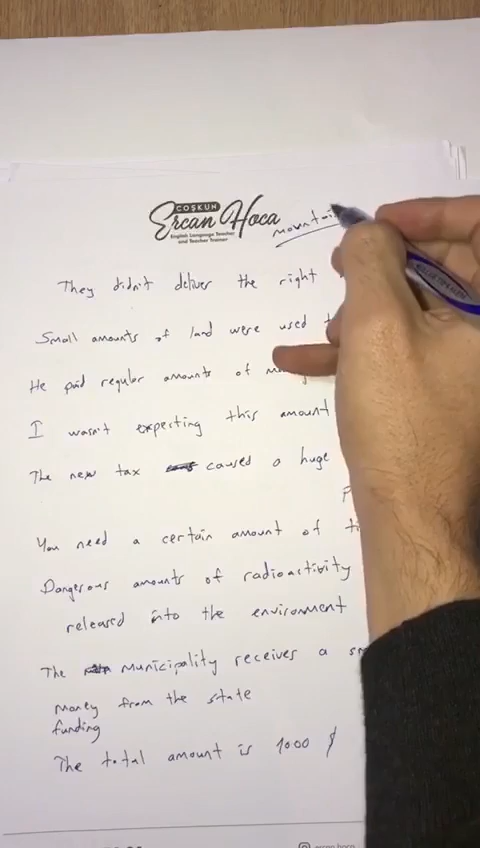 COŞKUN
Ercan Hoca
English Language Teacher
and Teacher Trainer
They didn't deliver the right
Small amounts of land were used
He paid regular amounts of
I wasn't expecting this amount
The new tax caused a huge
You need a certain amount of
Dangerous amounts of radioactivity
released into the environment
The municipality receives a
money from the state
funding
The total amount is 1000 $
ercan.hoca